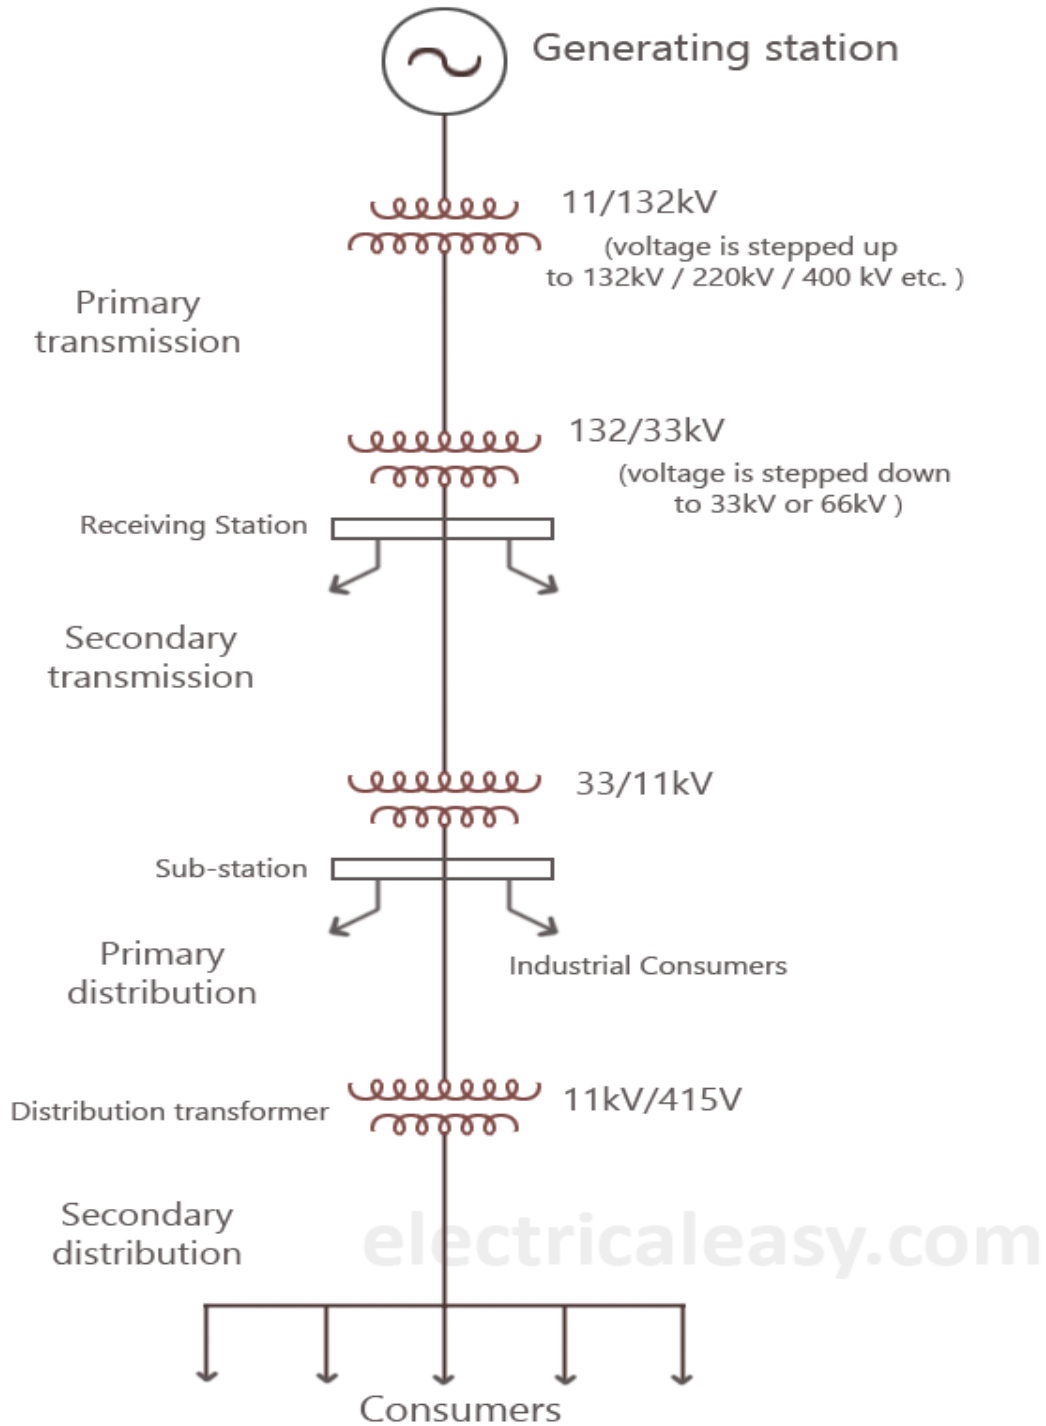 Generating station
11/132kV
(voltage is stepped up
to 132kV / 220kV / 400 kV etc. )
Primary
transmission
132/33kV
(voltage is stepped down
to 33kV or 66kV )
Receiving Station
Secondary
transmission
33/11kV
Sub-station
Primary
distribution
Industrial Consumers
Distribution transformer
11kV/415V
Secondary
distribution
electricaleasy.com
Consumers